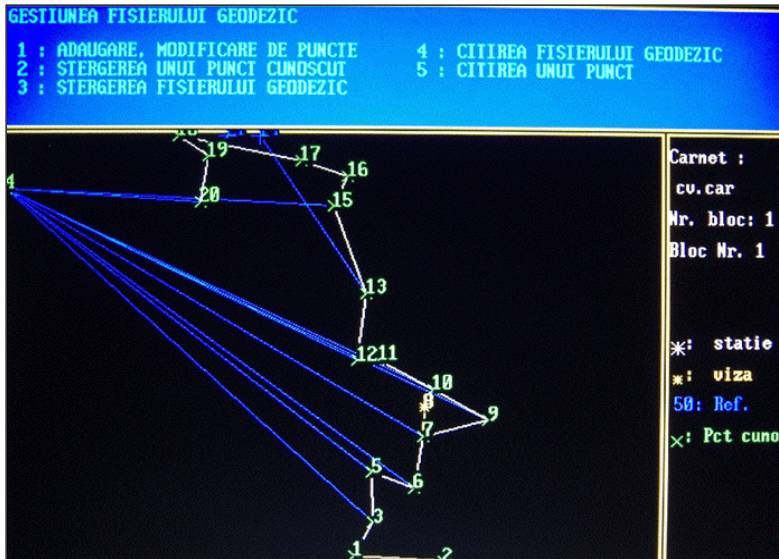 GESTIUNEA FISIERULUI GEODEZIC
1 : ADAUGARE, MODIFICARE DE PUNCTE
2 : STERGEREA UNUI PUNCT CUNOSCUT
3 : STERGEREA FISIERULUI GEODEZIC
4 : CITIREA FISIERULUI GEODEZIC
5 : CITIREA UNUI PUNCT
19
17
16
4
20
15
13
12
11
10
8
9
7
5
6
3
1
2
Carnet :
cv.car
Nr. bloc: 1
Bloc Nr. 1
*: statie
*: viza
50: Ref.
×: Pct cuno